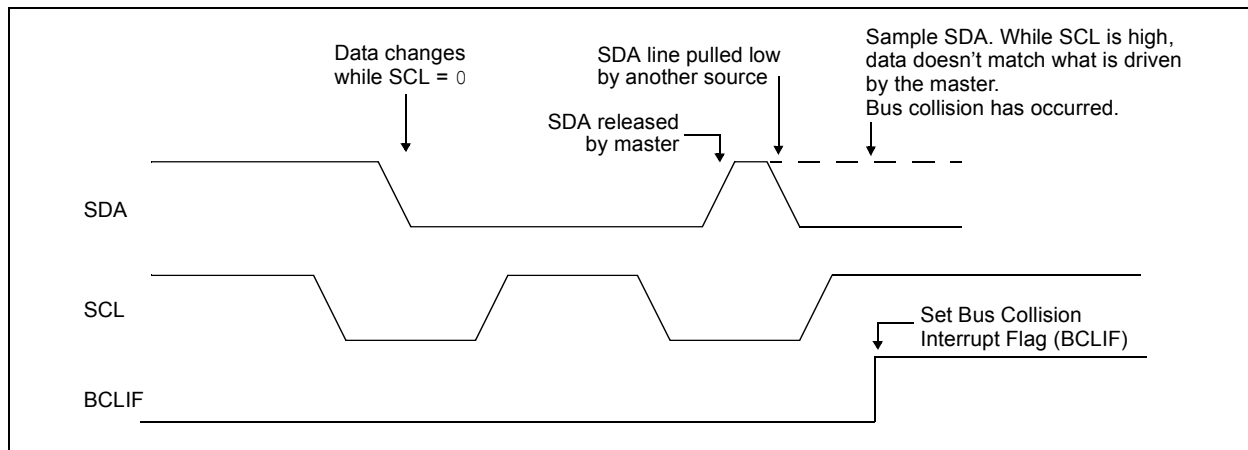 Data changes
while SCL = 0
SDA line pulled low
by another source
Sample SDA. While SCL is high,
data doesn't match what is driven
by the master.
Bus collision has occurred.
SDA released
by master
SDA
SCL
Set Bus Collision
Interrupt Flag (BCLIF)
BCLIF